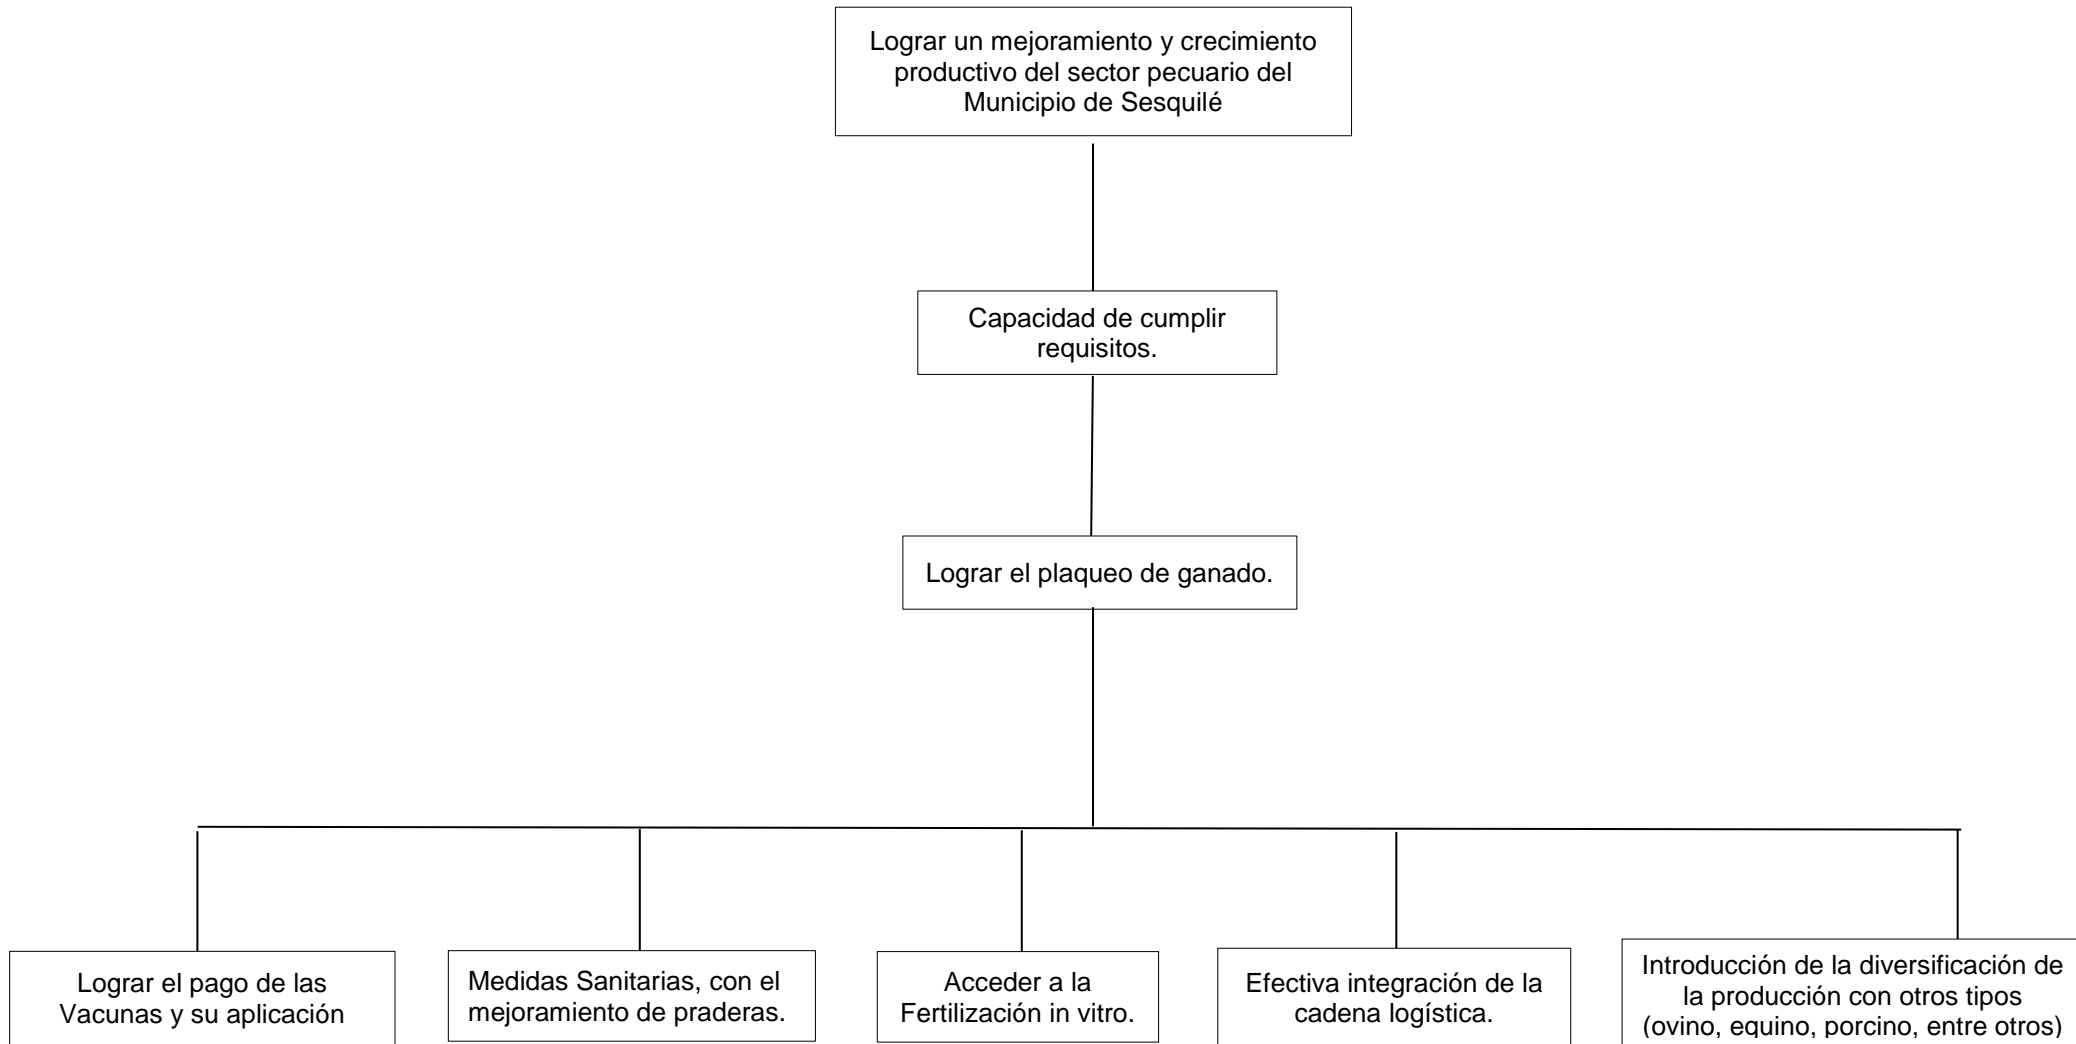 Lograr un mejoramiento y crecimiento
productivo del sector pecuario del
Municipio de Sesquilé
Capacidad de cumplir
requisitos.
Lograr el plaqueo de ganado.
Lograr el pago de las
Vacunas y su aplicación
Medidas Sanitarias, con el
mejoramiento de praderas.
Acceder a la
Fertilización in vitro.
Efectiva integración de la
cadena logística.
Introducción de la diversificación de
la producción con otros tipos
(ovino, equino, porcino, entre otros)